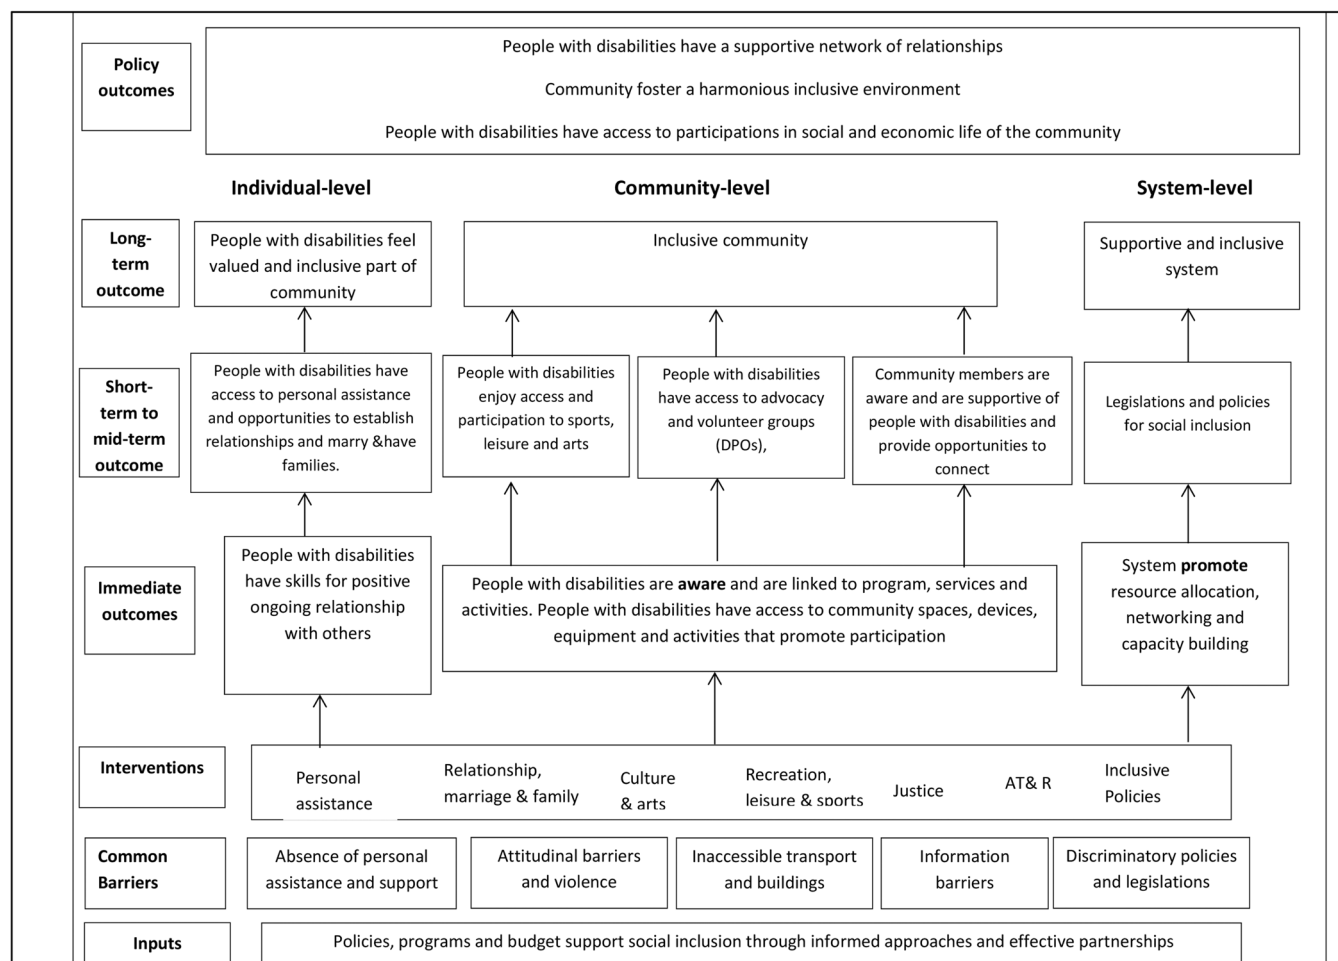 Policy
outcomes
People with disabilities have a supportive network of relationships
Community foster a harmonious inclusive environment
People with disabilities have access to participations in social and economic life of the community
Individual-level
Community-level
System-level
Long-
term
outcome
People with disabilities feel
valued and inclusive part of
community
Inclusive community
Supportive and inclusive
system
Short-
term to
mid-term
outcome
People with disabilities have
access to personal assistance
and opportunities to establish
relationships and marry &have
families.
People with disabilities
enjoy access and
participation to sports,
leisure and arts
People with disabilities
have access to advocacy
and volunteer groups
(DPOs),
Community members are
aware and are supportive of
people with disabilities and
provide opportunities to
connect
Legislations and policies
for social inclusion
Immediate
outcomes
People with disabilities
have skills for positive
ongoing relationship
with others
People with disabilities are aware and are linked to program, services and
activities. People with disabilities have access to community spaces, devices,
equipment and activities that promote participation
System promote
resource allocation,
networking and
capacity building
Interventions
Personal
assistance
Relationship,
marriage & family
Culture
& arts
Recreation,
leisure & sports
Justice
AT& R
Inclusive
Policies
Common
Barriers
Absence of personal
assistance and support
Attitudinal barriers
and violence
Inaccessible transport
and buildings
Information
barriers
Discriminatory policies
and legislations
Inputs
Policies, programs and budget support social inclusion through informed approaches and effective partnerships